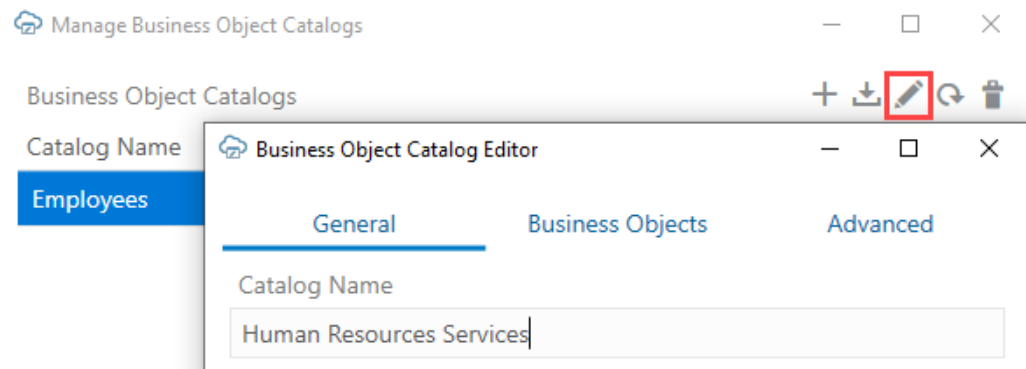 Manage Business Object Catalogs
Business Object Catalogs
Catalog Name
Employees
Business Object Catalog Editor
General Business Objects Advanced
Catalog Name
Human Resources Services